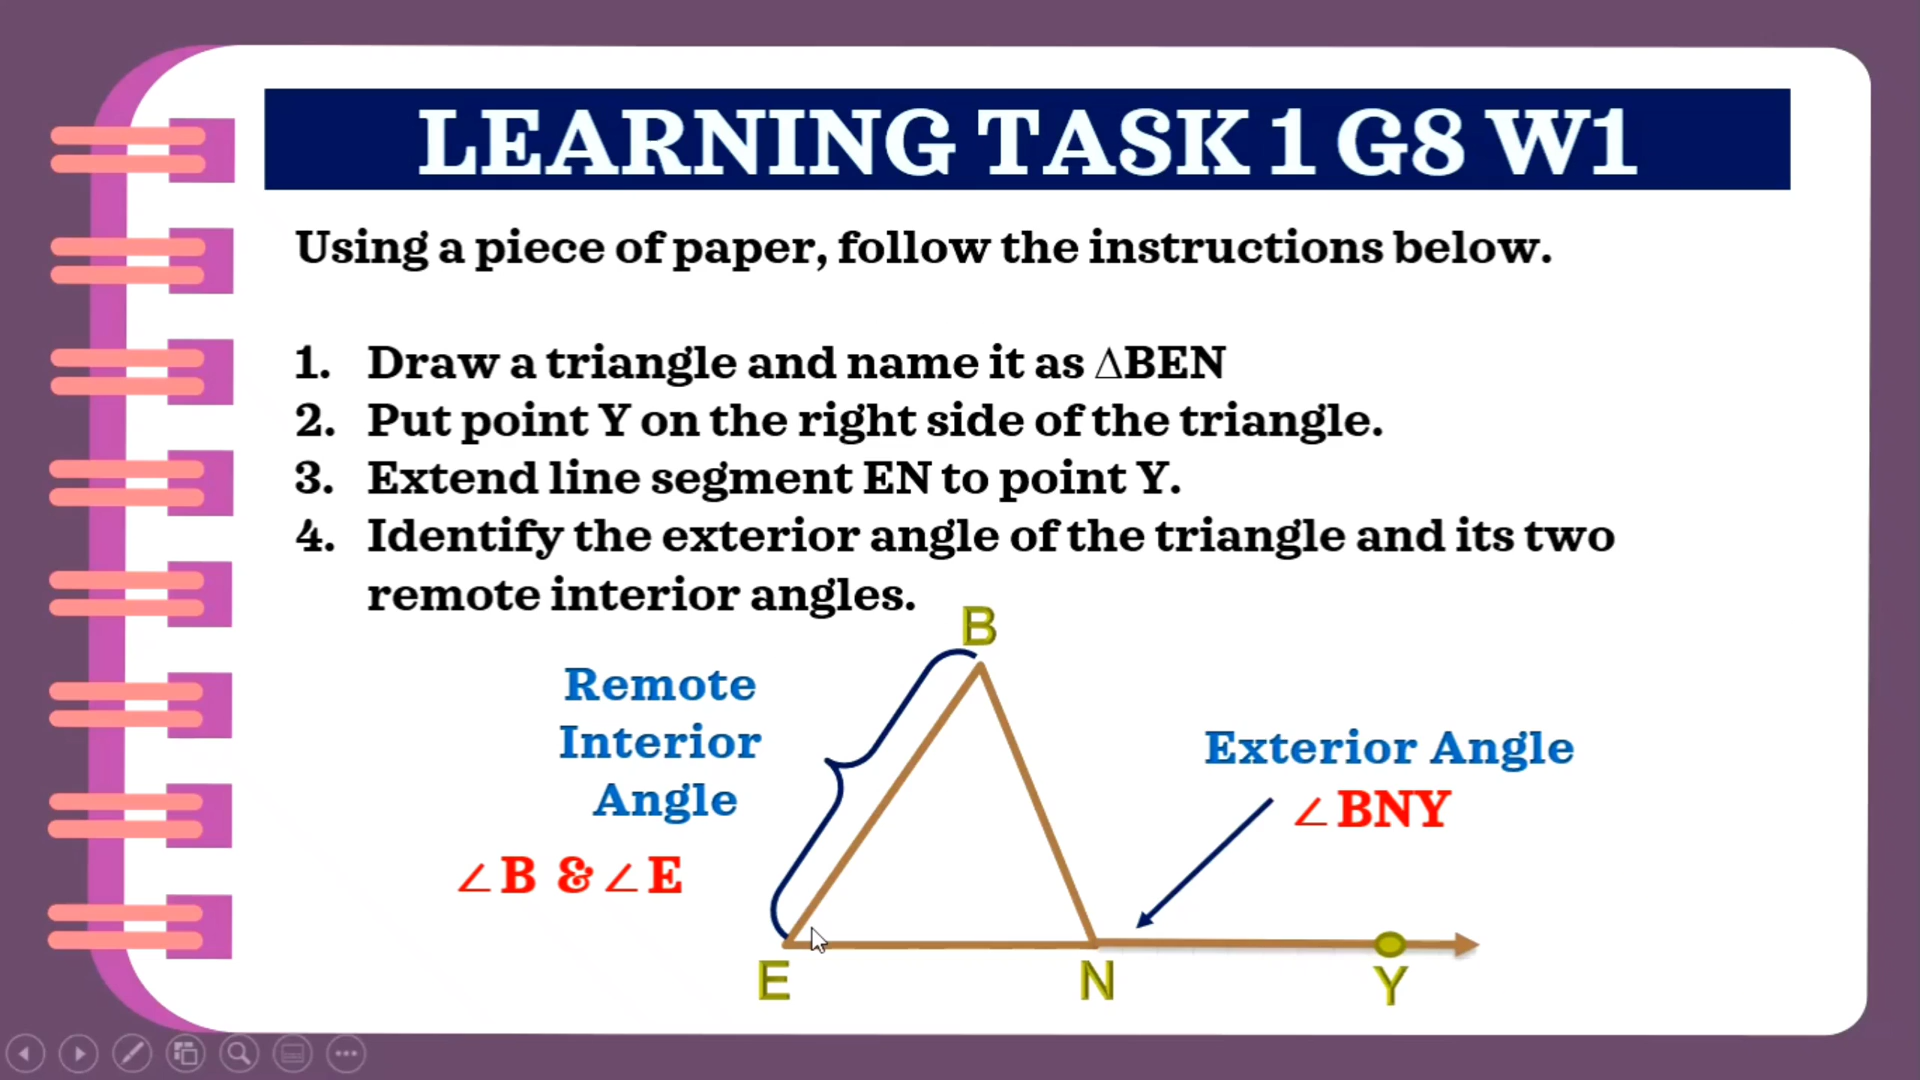 LEARNING TASK 1 G8 W1
Using a piece of paper, follow the instructions below.
1. Draw a triangle and name it as ∆BEN
2. Put point Y on the right side of the triangle.
3. Extend line segment EN to point Y.
4. Identify the exterior angle of the triangle and its two
remote interior angles.
B
Remote
Interior
Angle
∠B & ∠E
Exterior Angle
∠BNY
E
N
Y